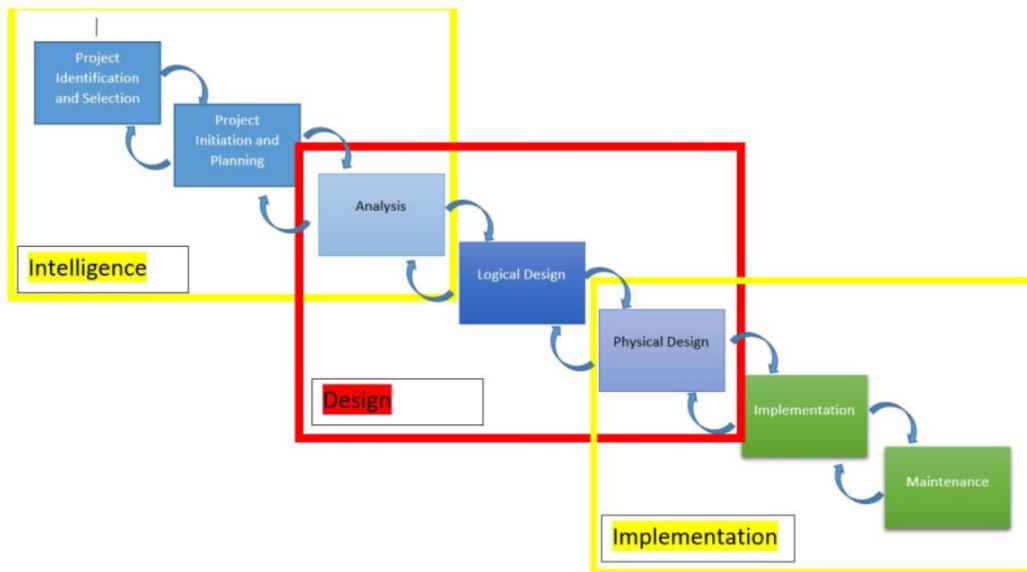 Project
Identification
and Selection
Project
Initiation and
Planning
Analysis
Intelligence
Logical Design
Physical Design
Design
Implementation
Maintenance
Implementation